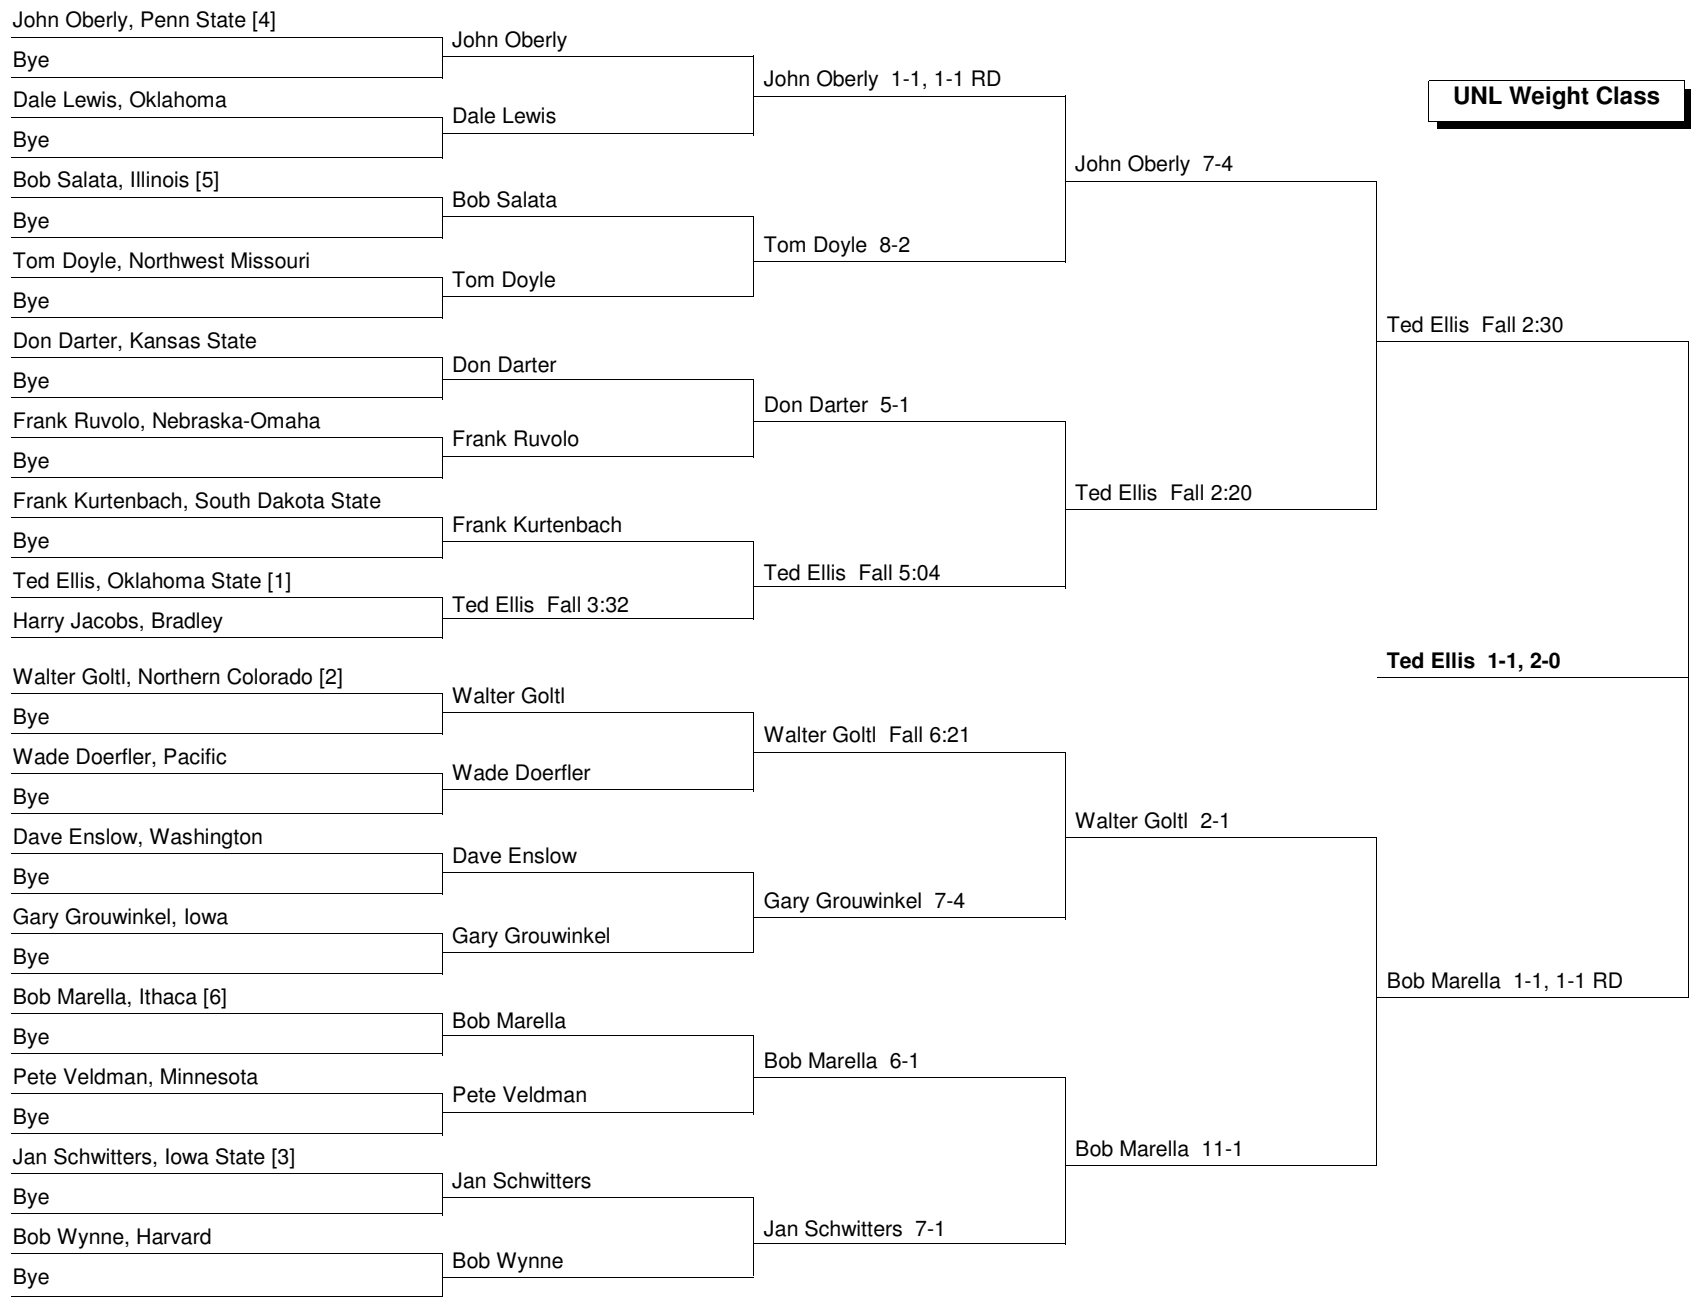 John Oberly, Penn State [4]
Bye
Dale Lewis, Oklahoma
Bye
Bob Salata, Illinois [5]
Bye
Tom Doyle, Northwest Missouri
Bye
Don Darter, Kansas State
Bye
Frank Ruvolo, Nebraska-Omaha
Bye
Frank Kurtenbach, South Dakota State
Bye
Ted Ellis, Oklahoma State [1]
Harry Jacobs, Bradley
Walter Goltl, Northern Colorado [2]
Bye
Wade Doerfler, Pacific
Bye
Dave Enslow, Washington
Bye
Gary Grouwinkel, Iowa
Bye
Bob Marella, Ithaca [6]
Bye
Pete Veldman, Minnesota
Bye
Jan Schwitters, Iowa State [3]
Bye
Bob Wynne, Harvard
Bye
John Oberly
Dale Lewis
Bob Salata
Tom Doyle
Don Darter
Frank Ruvolo
Frank Kurtenbach
Ted Ellis Fall 3:32
Walter Goltl
Wade Doerfler
Dave Enslow
Gary Grouwinkel
Bob Marella
Pete Veldman
Jan Schwitters
Bob Wynne
John Oberly 1-1, 1-1 RD
Tom Doyle 8-2
Don Darter 5-1
Ted Ellis Fall 5:04
Walter Goltl Fall 6:21
Gary Grouwinkel 7-4
Bob Marella 6-1
Jan Schwitters 7-1
John Oberly 7-4
Ted Ellis Fall 2:20
Walter Goltl 2-1
Bob Marella 11-1
Ted Ellis Fall 2:30
Bob Marella 1-1, 1-1 RD
Ted Ellis 1-1, 2-0
UNL Weight Class